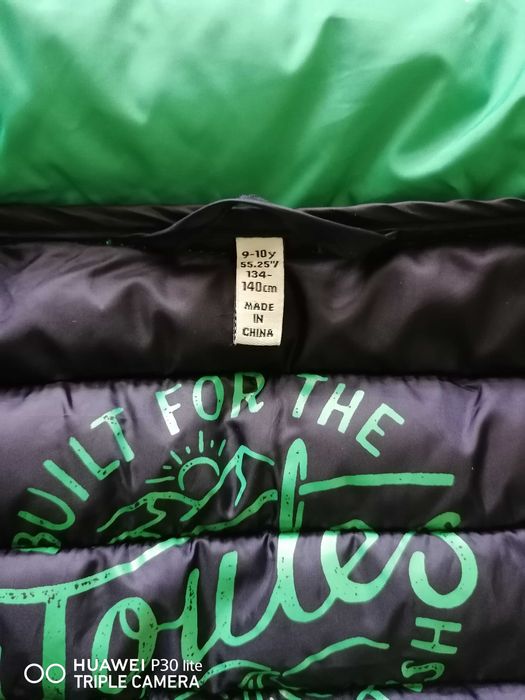 9-10y
55.25"/
134-
140cm
MADE
IN
CHINA
BUILT FOR THE
Joules
HUAWEI P30 lite
TRIPLE CAMERA